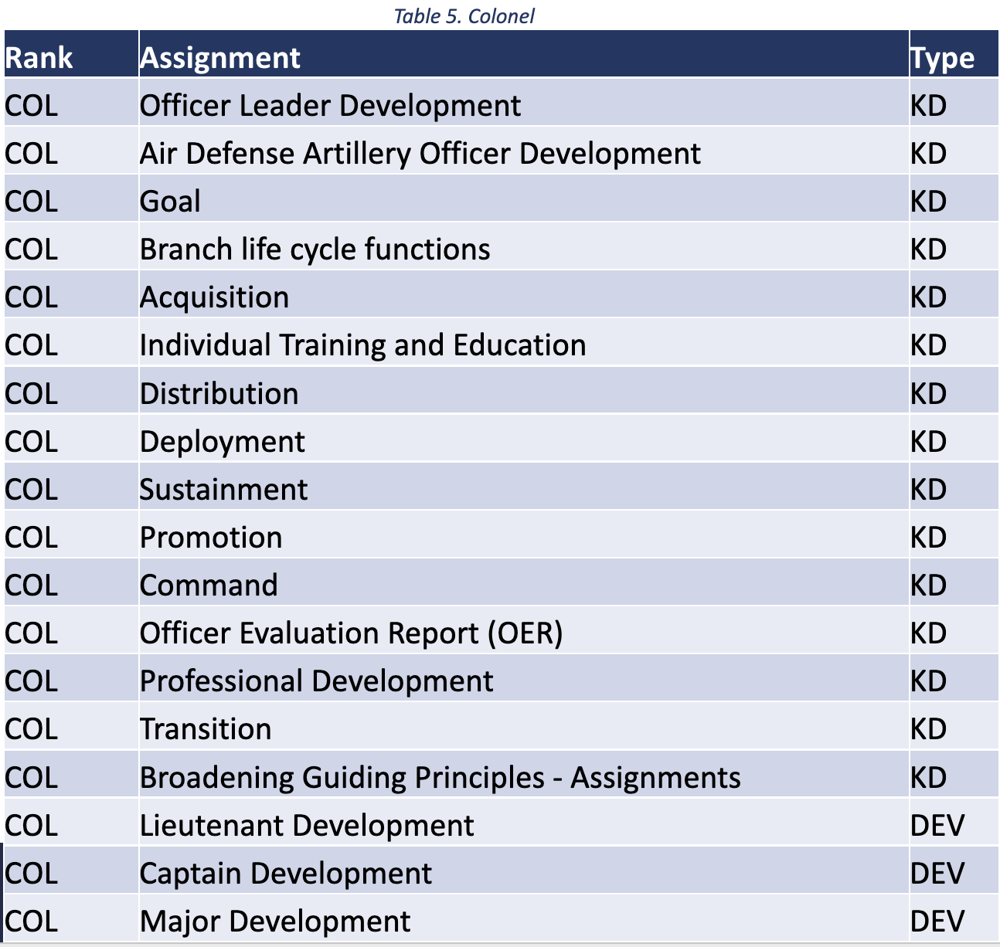 Table 5. Colonel
Rank Assignment Type
COL Officer Leader Development KD
COL Air Defense Artillery Officer Development KD
COL Goal KD
COL Branch life cycle functions KD
COL Acquisition KD
COL Individual Training and Education KD
COL Distribution KD
COL Deployment KD
COL Sustainment KD
COL Promotion KD
COL Command KD
COL Officer Evaluation Report (OER) KD
COL Professional Development KD
COL Transition KD
COL Broadening Guiding Principles - Assignments KD
COL Lieutenant Development DEV
COL Captain Development DEV
COL Major Development DEV